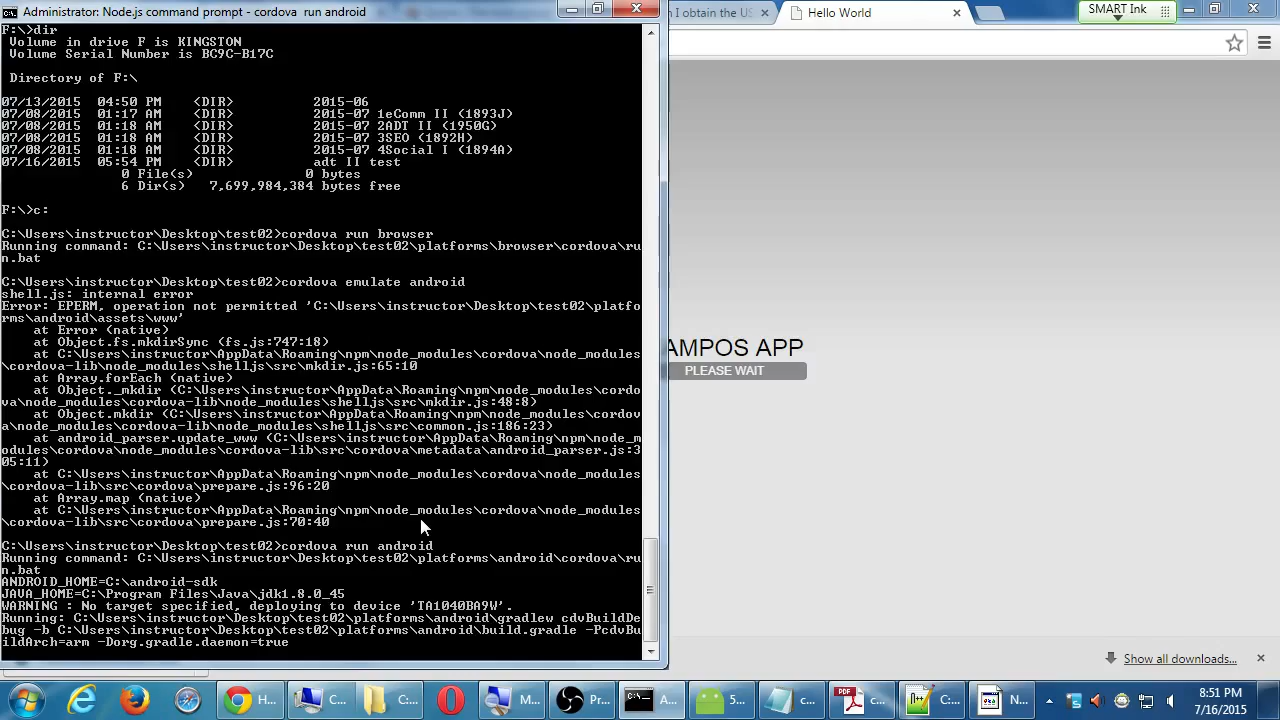 Administrator: Node.js command prompt - cordova run android
F:\>dir
Volume in drive F is KINGSTON
Volume Serial Number is BC9C-B17C
Directory of F:\
07/13/2015 04:50 PM <DIR> 2015-06
07/08/2015 01:17 AM <DIR> 2015-07 1eComm II (1893J)
07/08/2015 01:18 AM <DIR> 2015-07 2ADT II (1950G)
07/08/2015 01:18 AM <DIR> 2015-07 3SEO (1892H)
07/08/2015 01:18 AM <DIR> 2015-07 4Social I (1894A)
07/16/2015 05:54 PM <DIR> adt II test
0 File(s) 0 bytes
6 Dir(s) 7,699,984,384 bytes free
F:\>c:
C:\Users\instructor\Desktop\test02>cordova run browser
Running command: C:\Users\instructor\Desktop\test02\platforms\browser\cordova\ru
n.bat
C:\Users\instructor\Desktop\test02>cordova emulate android
shell.js: internal error
Error: EPERM, operation not permitted 'C:\Users\instructor\Desktop\test02\platfo
rms\android\assets\www'
at Error (native)
at Object.fs.mkdirSync (fs.js:747:18)
at C:\Users\instructor\AppData\Roaming\npm\node_modules\cordova\node_modules
\cordova-lib\node_modules\shelljs\src\mkdir.js:65:10
at Array.forEach (native)
at Object._mkdir (C:\Users\instructor\AppData\Roaming\npm\node_modules\cordo
va\node_modules\cordova-lib\node_modules\shelljs\src\mkdir.js:48:8)
at Object.mkdir (C:\Users\instructor\AppData\Roaming\npm\node_modules\cordov
a\node_modules\cordova-lib\node_modules\shelljs\src\common.js:186:23)
at android_parser.update_www (C:\Users\instructor\AppData\Roaming\npm\node_m
odules\cordova\node_modules\cordova-lib\src\cordova\metadata\android_parser.js:3
05:11)
at C:\Users\instructor\AppData\Roaming\npm\node_modules\cordova\node_modules
\cordova-lib\src\cordova\prepare.js:96:20
at Array.map (native)
at C:\Users\instructor\AppData\Roaming\npm\node_modules\cordova\node_modules
\cordova-lib\src\cordova\prepare.js:70:40
C:\Users\instructor\Desktop\test02>cordova run android
Running command: C:\Users\instructor\Desktop\test02\platforms\android\cordova\ru
n.bat
ANDROID_HOME=C:\android-sdk
JAVA_HOME=C:\Program Files\Java\jdk1.8.0_45
WARNING : No target specified, deploying to device 'TA1040BA9W'.
Running: C:\Users\instructor\Desktop\test02\platforms\android\gradlew cdvBuildDe
bug -b C:\Users\instructor\Desktop\test02\platforms\android\build.gradle -PcdvBu
ildArch=arm -Dorg.gradle.daemon=true
n I obtain the US
Hello World
SMART Ink
AMPOS APP
PLEASE WAIT
Show all downloads...
H...
C...
C:...
M...
Pr...
A...
5...
c...
c...
C:...
N...
8:51 PM
7/16/2015